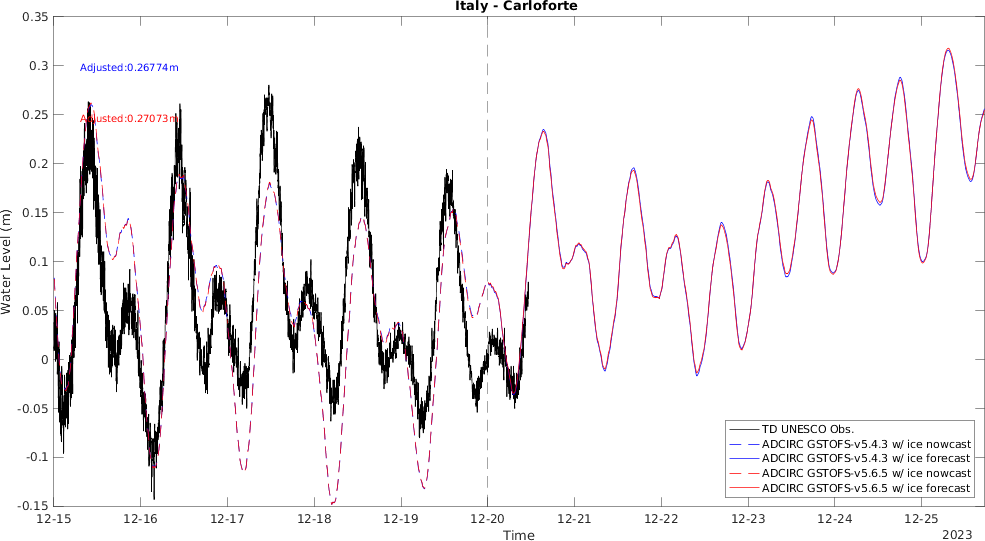 Italy - Carloforte
0.35
0.3
0.25
0.2
0.15
0.1
0.05
0
-0.05
-0.1
-0.15
Water Level (m)
Adjusted:0.26774m
Adjusted:0.27073m
TD UNESCO Obs.
ADCIRC GSTOFS-v5.4.3 w/ ice nowcast
ADCIRC GSTOFS-v5.4.3 w/ ice forecast
ADCIRC GSTOFS-v5.6.5 w/ ice nowcast
ADCIRC GSTOFS-v5.6.5 w/ ice forecast
12-15 12-16 12-17 12-18 12-19 12-20 12-21 12-22 12-23 12-24 12-25
Time
2023